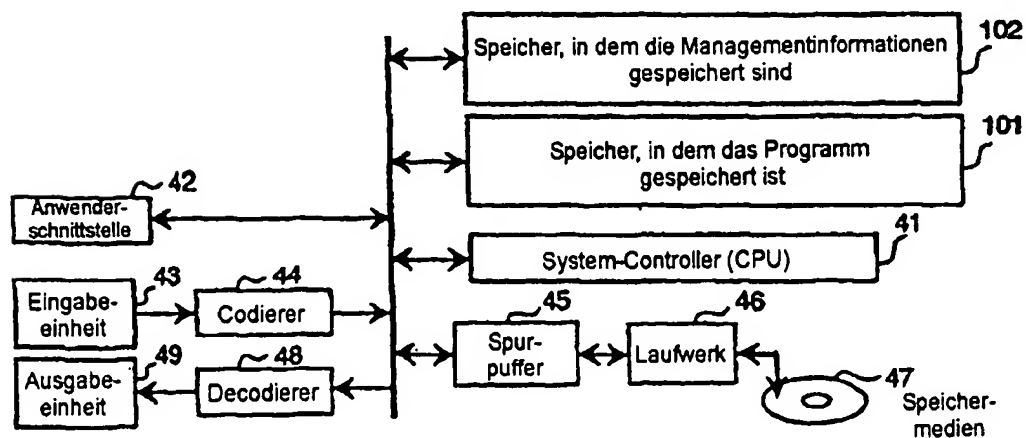 102
Speicher, in dem die Managementinformationen
gespeichert sind
101
Speicher, in dem das Programm
gespeichert ist
42
Anwender-
schnittstelle
41
System-Controller (CPU)
43
Eingabe-
einheit
44
Codierer
45
Spur-
puffer
46
Laufwerk
49
Ausgabe-
einheit
48
Decodierer
47
Speicher-
medien